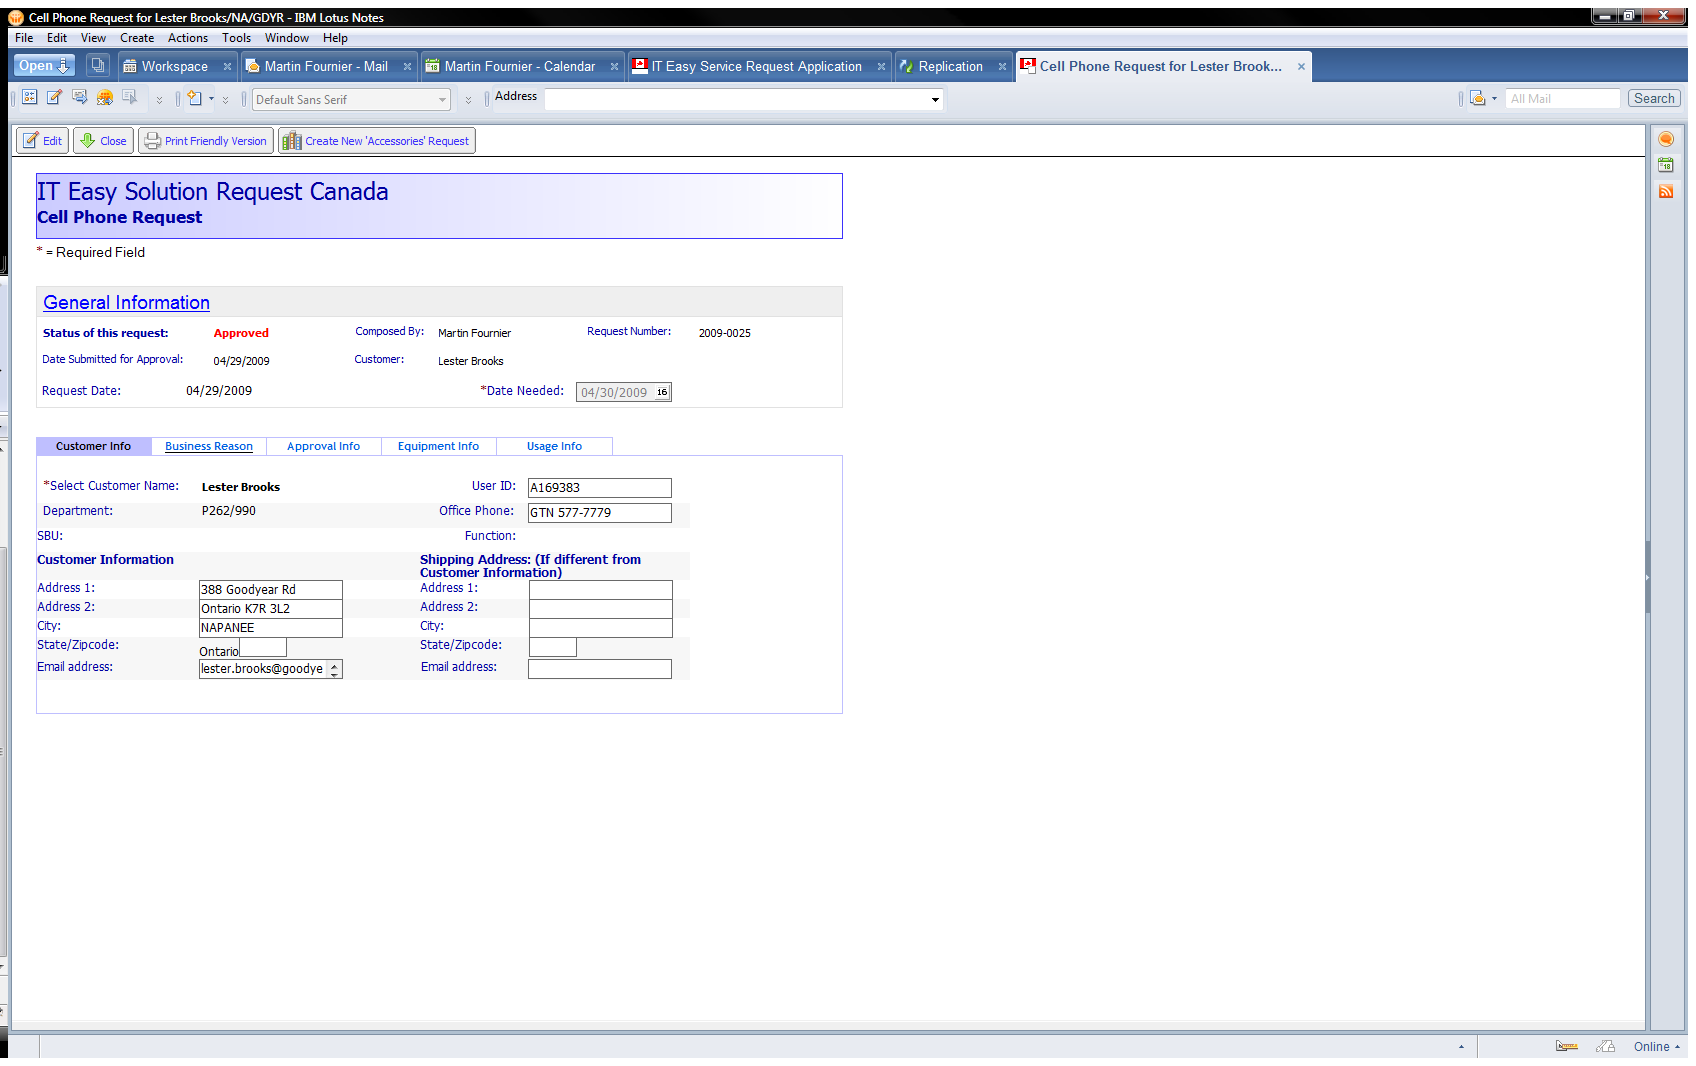 Cell Phone Request for Lester Brooks/NA/GDYR - IBM Lotus Notes
File Edit View Create Actions Tools Window Help
Open Workspace Martin Fournier - Mail Martin Fournier - Calendar IT Easy Service Request Application Replication Cell Phone Request for Lester Brook...
Default Sans Serif Address All Mail Search
Edit Close Print Friendly Version Create New 'Accessories' Request
IT Easy Solution Request Canada
Cell Phone Request
* = Required Field
General Information
Status of this request: Approved Composed By: Martin Fournier Request Number: 2009-0025
Date Submitted for Approval: 04/29/2009 Customer: Lester Brooks
Request Date: 04/29/2009 *Date Needed: 04/30/2009 16
Customer Info Business Reason Approval Info Equipment Info Usage Info
*Select Customer Name: Lester Brooks User ID: A169383
Department: P262/990 Office Phone: GTN 577-7779
SBU: Function:
Customer Information Shipping Address: (If different from
Customer Information)
Address 1: 388 Goodyear Rd Address 1:
Address 2: Ontario K7R 3L2 Address 2:
City: NAPANEE City:
State/Zipcode: Ontario State/Zipcode:
Email address: lester.brooks@goodye Email address:
Online